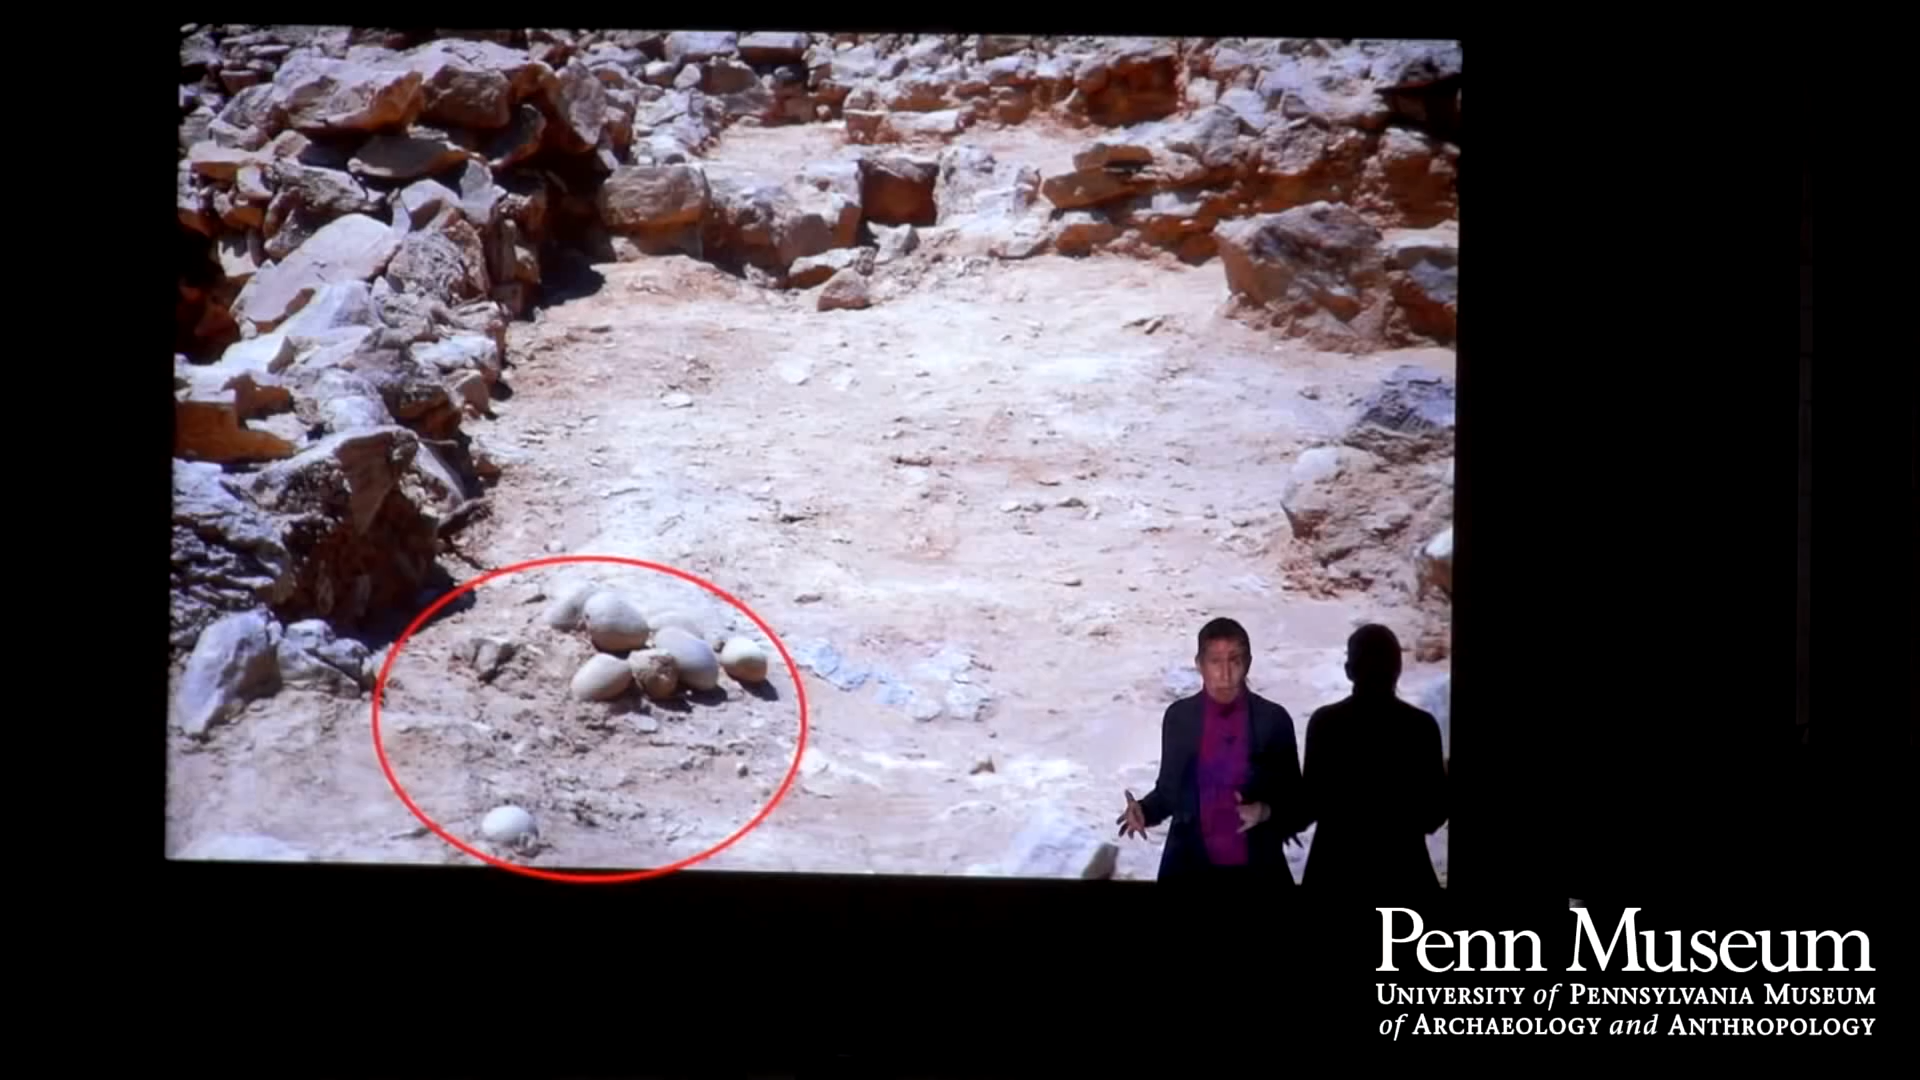 Penn Museum
UNIVERSITY of PENNSYLVANIA MUSEUM
of ARCHAEOLOGY and ANTHROPOLOGY